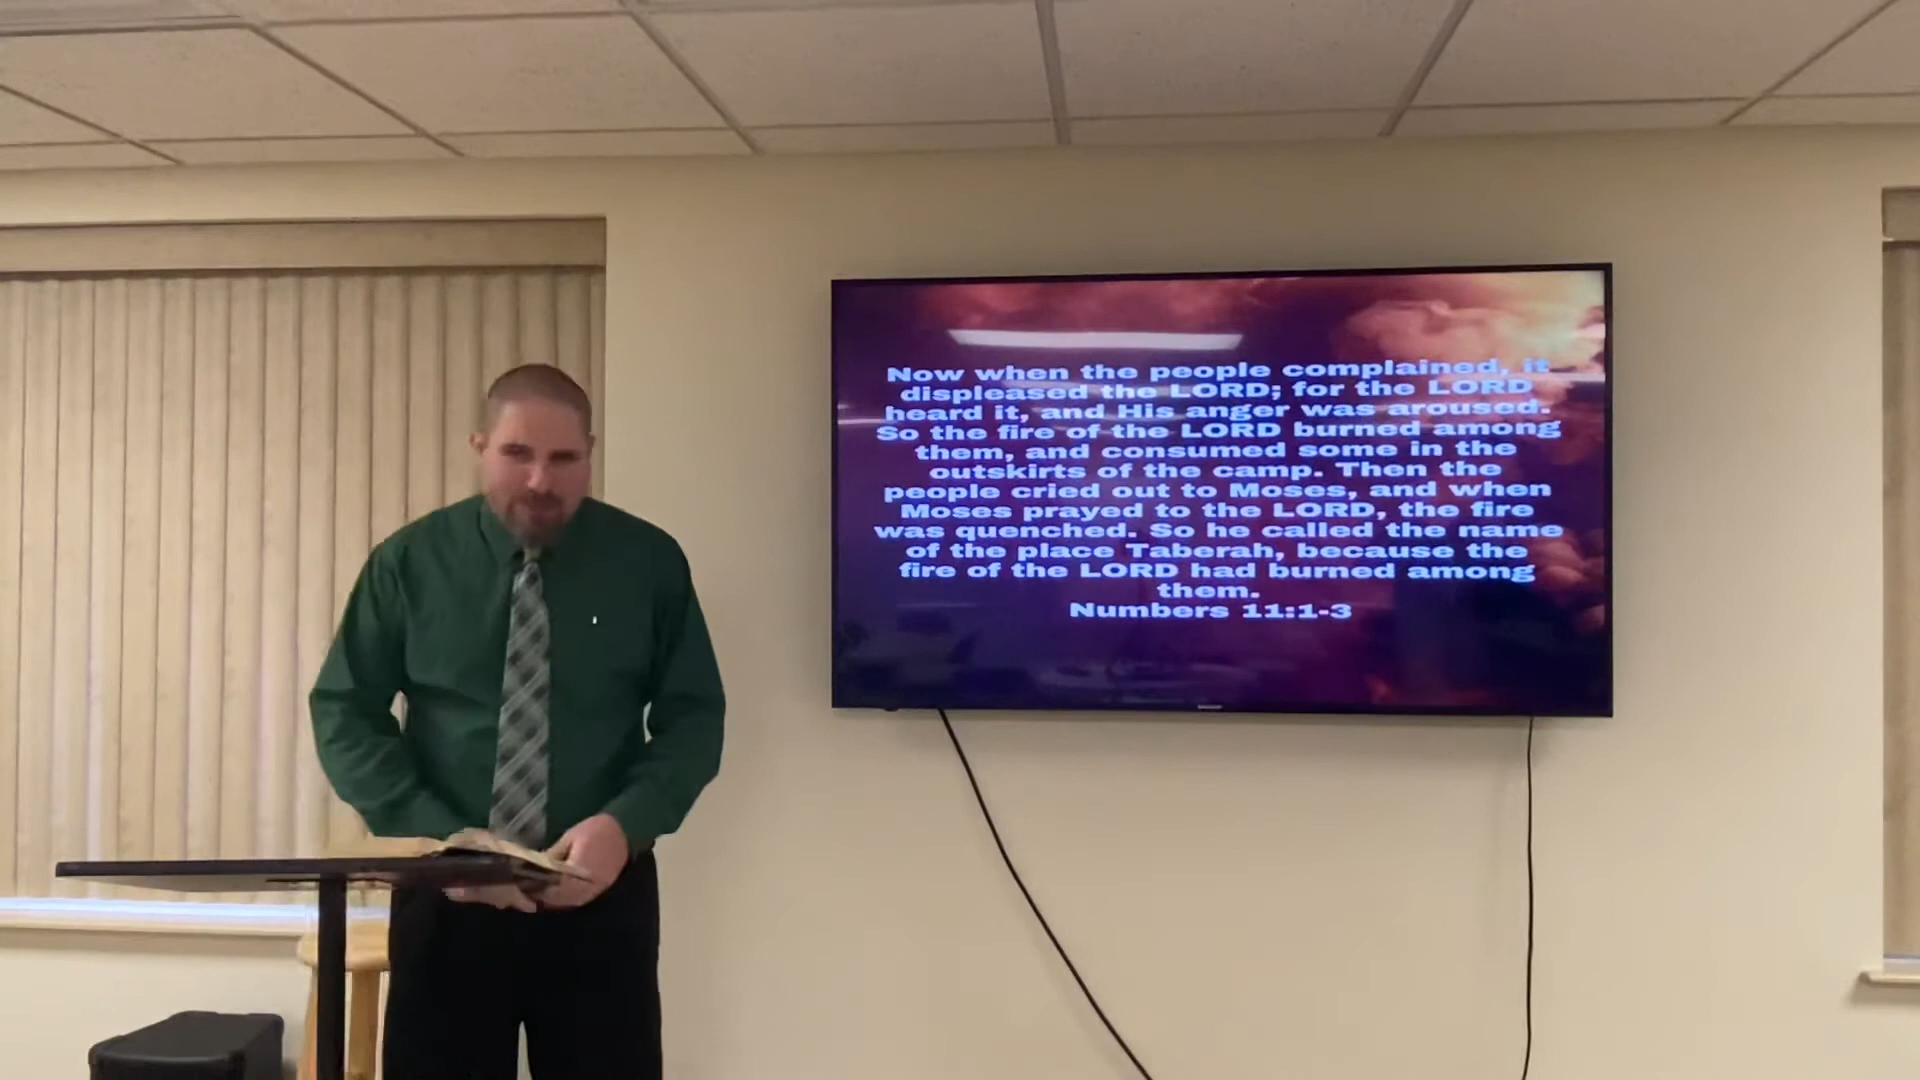 Now when the people complained, it
displeased the LORD; for the LORD
heard it, and His anger was aroused.
So the fire of the LORD burned among
them, and consumed some in the
outskirts of the camp. Then the
people cried out to Moses, and when
Moses prayed to the LORD, the fire
was quenched. So he called the name
of the place Taberah, because the
fire of the LORD had burned among
them.
Numbers 11:1-3